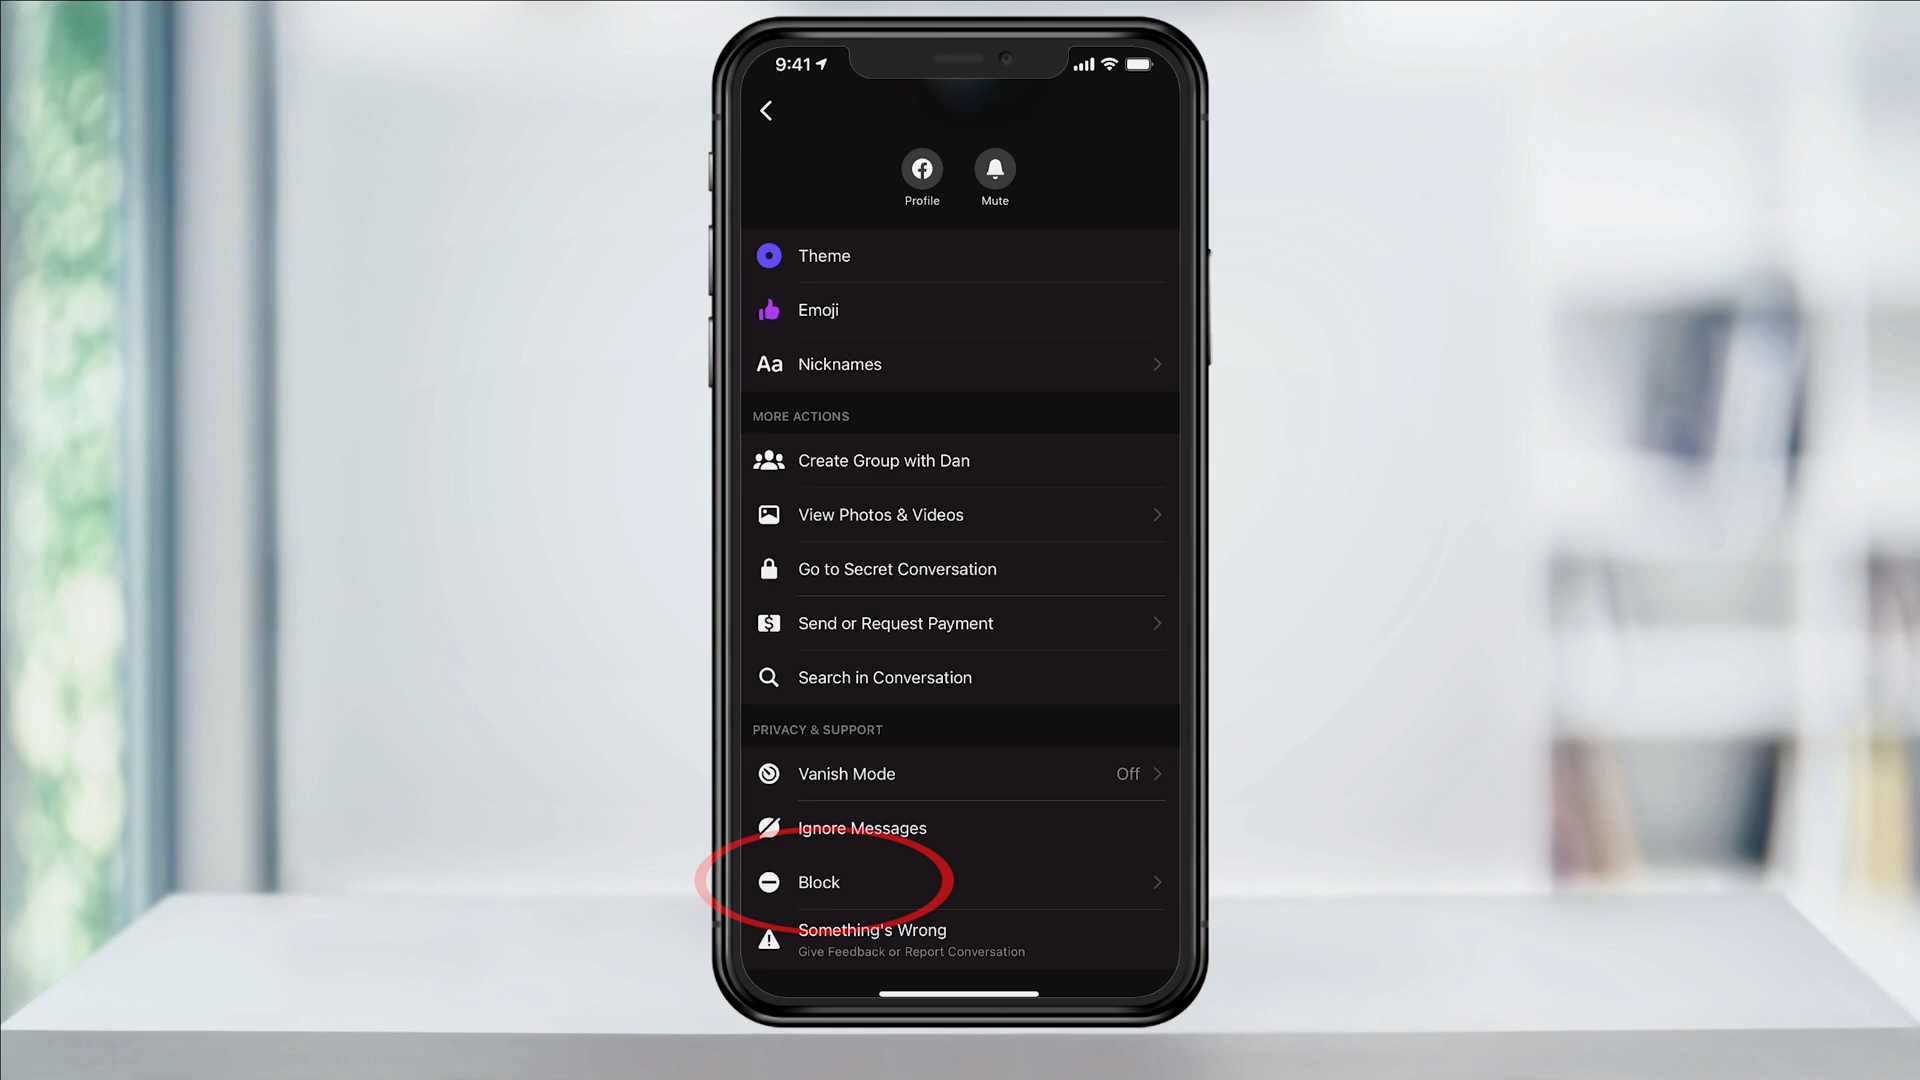 9:41
Profile Mute
Theme
Emoji
Aa Nicknames
MORE ACTIONS
Create Group with Dan
View Photos & Videos
Go to Secret Conversation
$ Send or Request Payment
Search in Conversation
PRIVACY & SUPPORT
Vanish Mode Off
Ignore Messages
Block
Something's Wrong
Give Feedback or Report Conversation